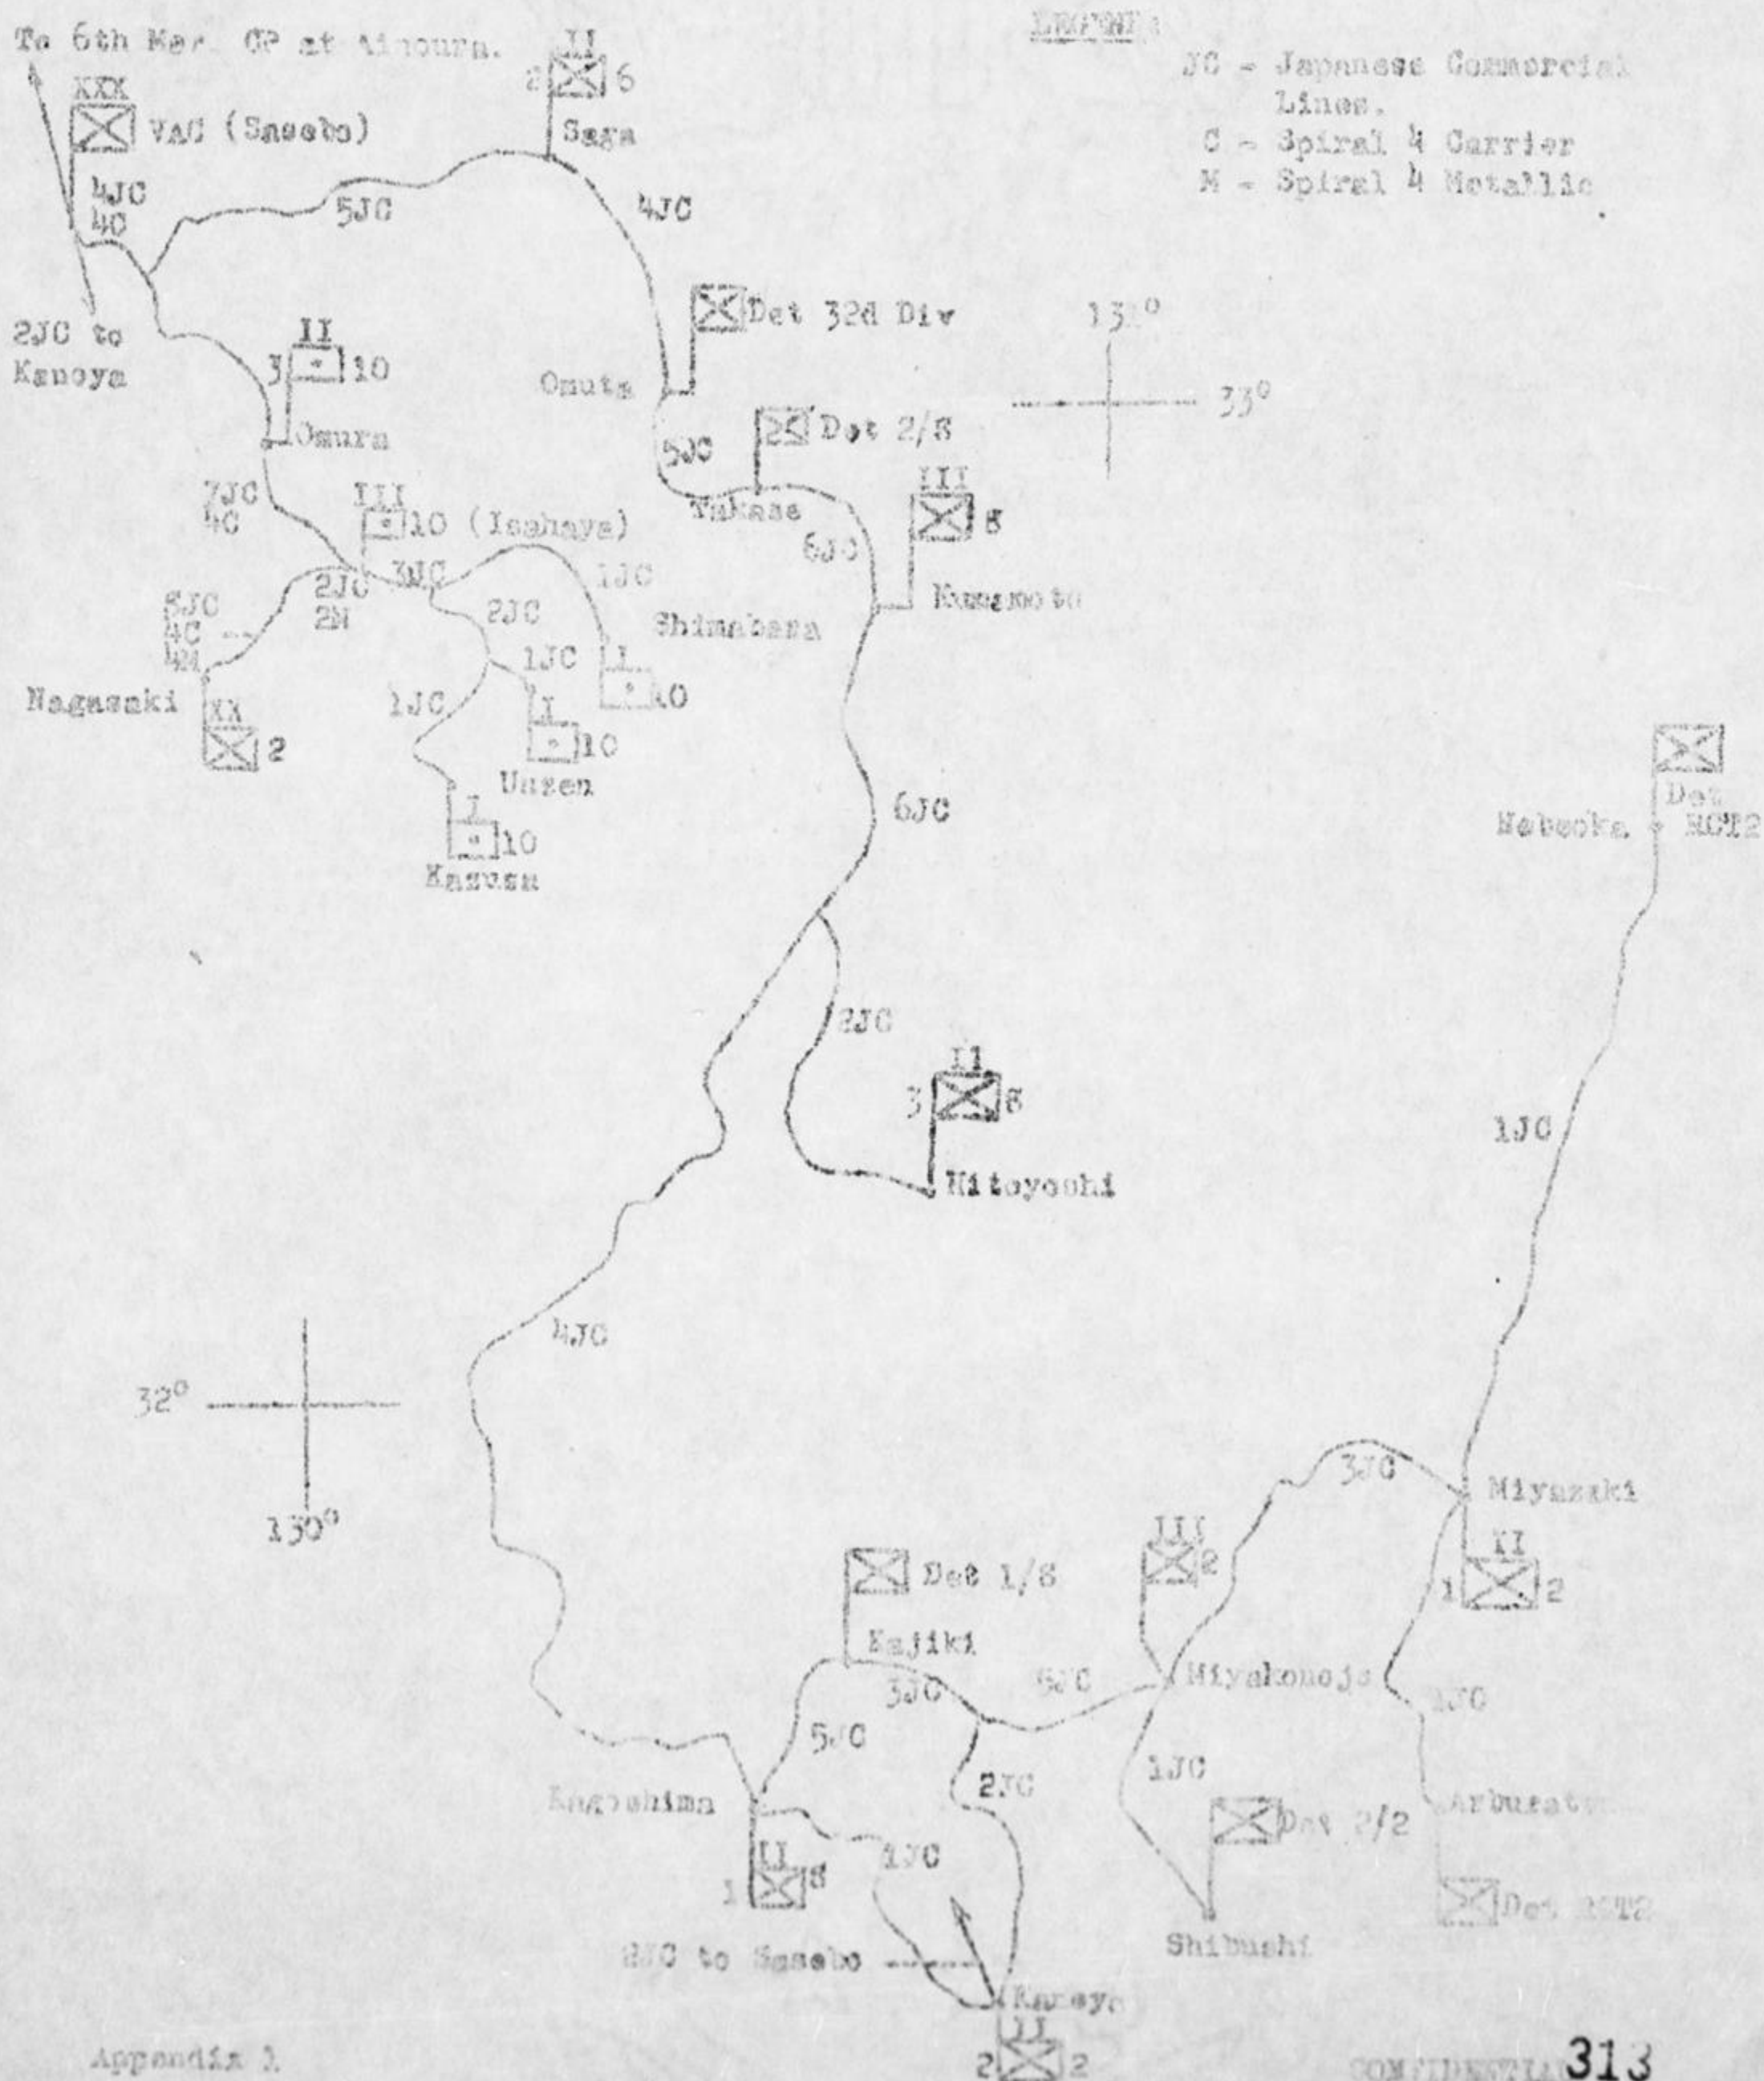 To 6th Mar. CP at Ainoura.
XXX
VAC (Sasebo)
4JC
4C
2JC to
Kanoya
II
2 6
Saga
5JC
4JC
LEGEND:
JC - Japanese Commercial
Lines.
C - Spiral 4 Carrier
M - Spiral 4 Metallic
Det 32d Div
Omuta
33°
II
3 10
Omura
5JC
Det 2/8
Takase
6JC
III
8
Kumamoto
7JC
4C
III
10 (Isahaya)
2JC
2M
3JC
1JC
Shimabara
I
10
4C
4M
Nagasaki
XX
2
2JC
1JC
I
10
Unzen
1JC
I
10
Kazusa
6JC
Det
RCT2
Nobeoka
2JC
II
3 8
Hitoyoshi
1JC
4JC
32°
130°
3JC
Miyazaki
II
1 2
III
2
Miyakonojo
Det 1/8
Kajiki
3JC
5JC
5JC
2JC
1JC
Kagoshima
II
1 8
1JC
Det 2/2
Shibushi
Det RCT2
2JC to Sasebo
Kanoya
II
2 2
Appendix 1
CONFIDENTIAL
313